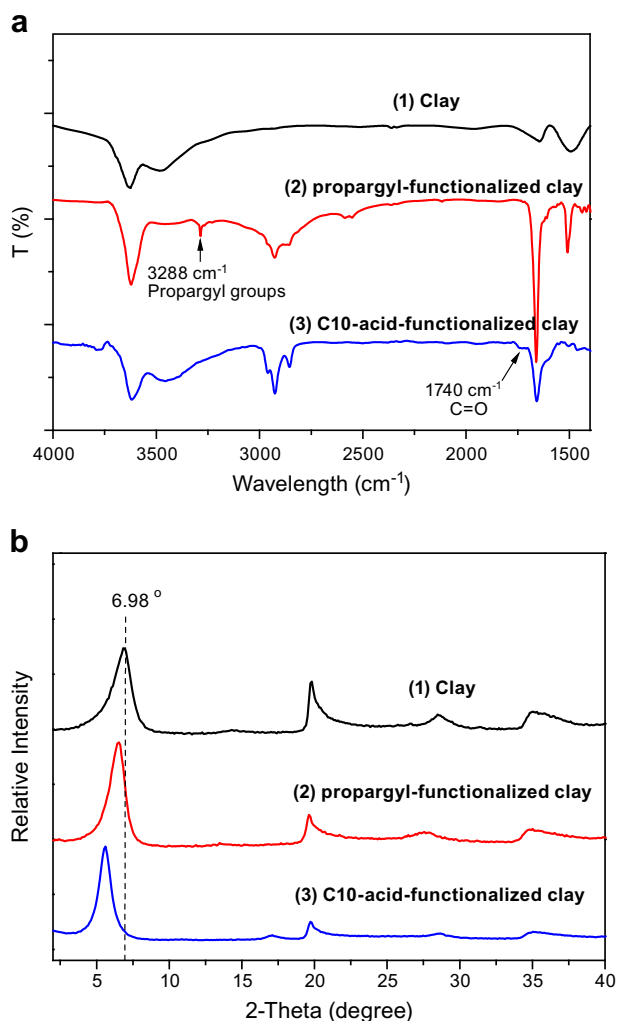 a
(1) Clay
(2) propargyl-functionalized clay
3288 cm⁻¹
Propargyl groups
(3) C10-acid-functionalized clay
1740 cm⁻¹
C=O
T (%)
4000 3500 3000 2500 2000 1500
Wavelength (cm⁻¹)
b
6.98 °
(1) Clay
(2) propargyl-functionalized clay
(3) C10-acid-functionalized clay
Relative Intensity
5 10 15 20 25 30 35 40
2-Theta (degree)